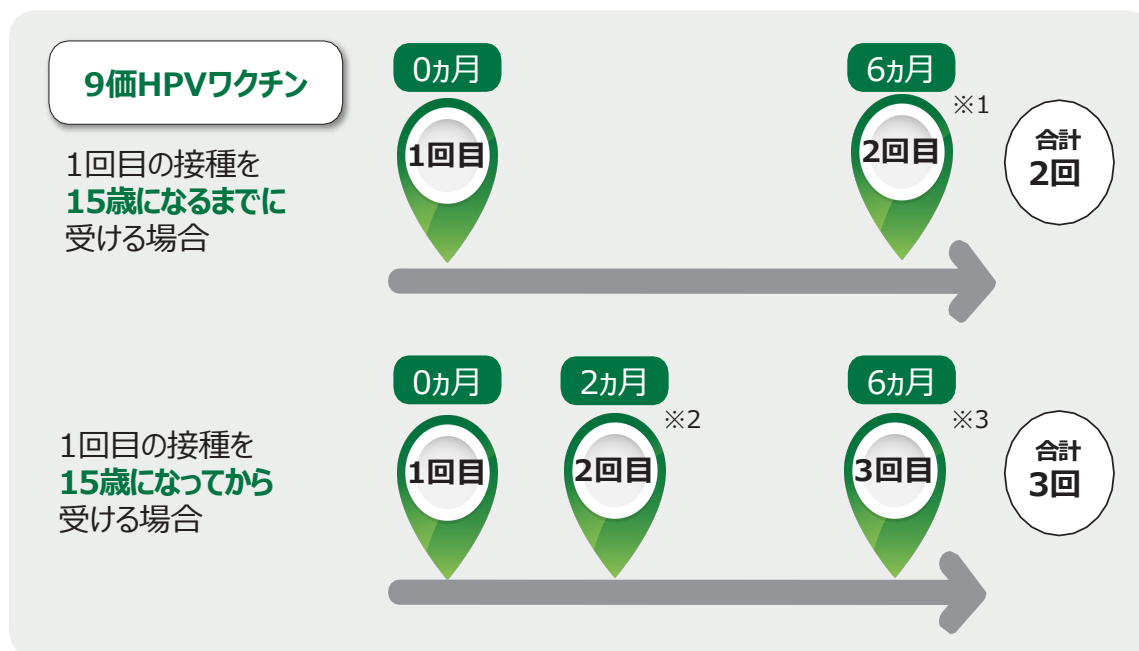 9価HPVワクチン
1回目の接種を
15歳になるまでに
受ける場合
0ヵ月
6ヵ月
※1
1回目
2回目
合計
2回
1回目の接種を
15歳になってから
受ける場合
0ヵ月
2ヵ月
6ヵ月
※2
※3
1回目
2回目
3回目
合計
3回